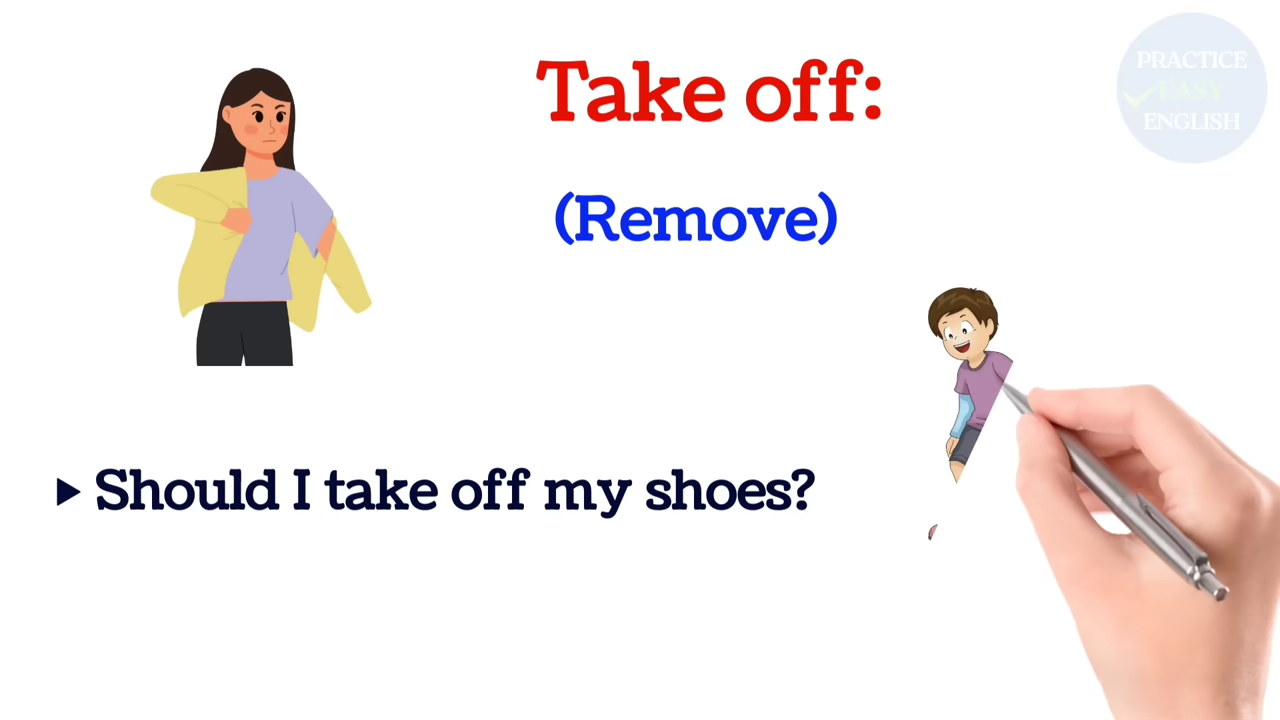 Take off:
(Remove)
▶ Should I take off my shoes?
PRACTICE
EASY
ENGLISH